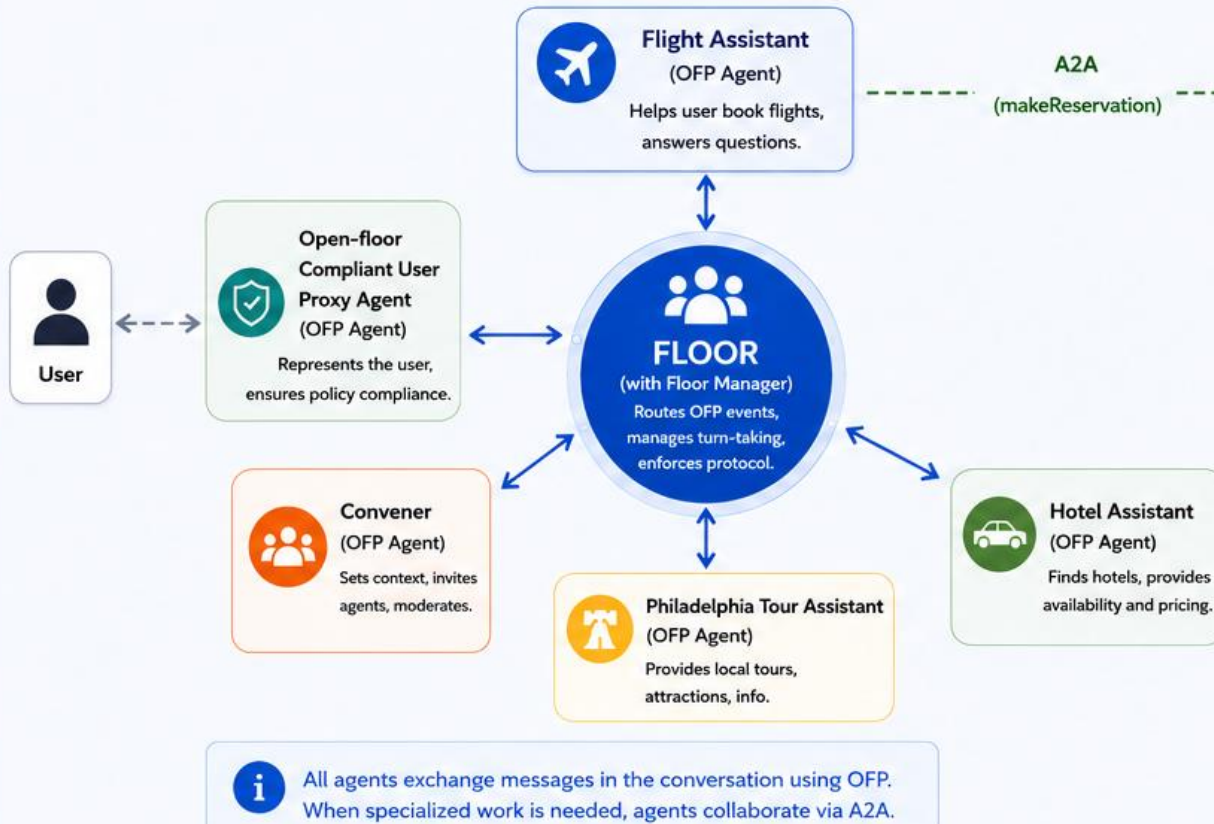 Flight Assistant
(OFP Agent)
Helps user book flights,
answers questions.
A2A
(makeReservation)
User
Open-floor
Compliant User
Proxy Agent
(OFP Agent)
Represents the user,
ensures policy compliance.
FLOOR
(with Floor Manager)
Routes OFP events,
manages turn-taking,
enforces protocol.
Convener
(OFP Agent)
Sets context, invites
agents, moderates.
Philadelphia Tour Assistant
(OFP Agent)
Provides local tours,
attractions, info.
Hotel Assistant
(OFP Agent)
Finds hotels, provides
availability and pricing.
i
All agents exchange messages in the conversation using OFP.
When specialized work is needed, agents collaborate via A2A.